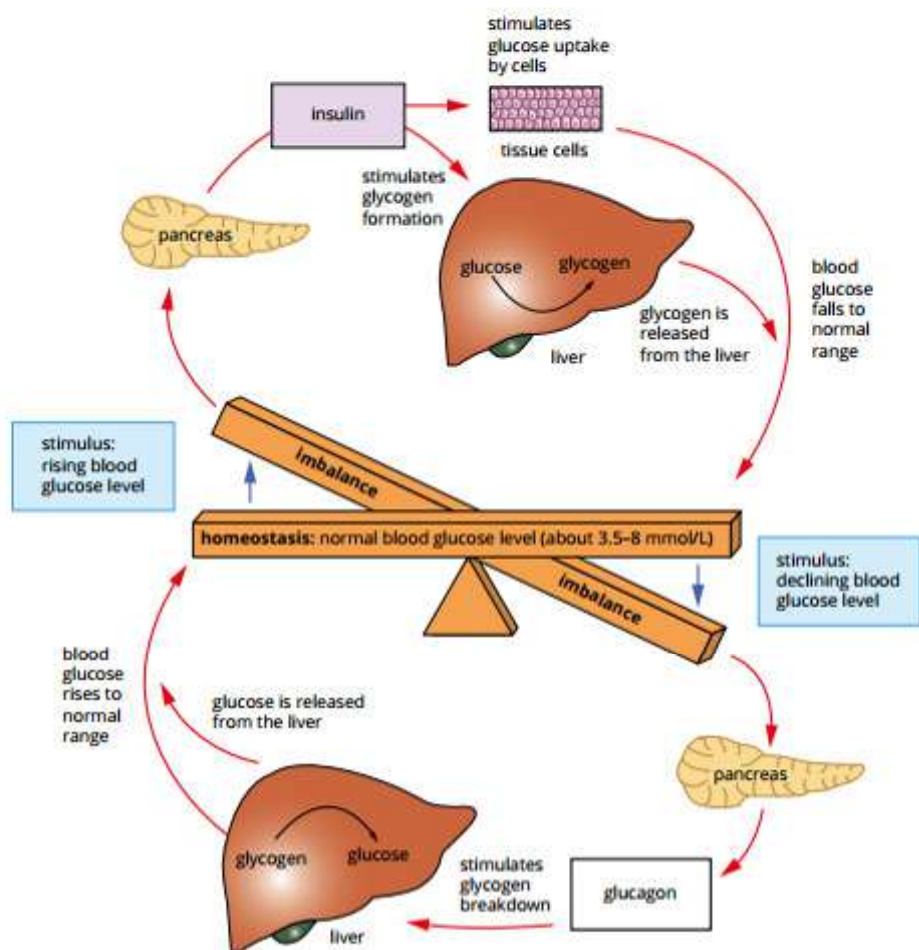 stimulates
glucose uptake
by cells
insulin
tissue cells
stimulates
glycogen
formation
pancreas
glucose
glycogen
liver
glycogen is
released
from the liver
blood
glucose
falls to
normal
range
stimulus:
rising blood
glucose level
imbalance
homeostasis: normal blood glucose level (about 3.5–8 mmol/L)
imbalance
stimulus:
declining blood
glucose level
blood
glucose
rises to
normal
range
glucose is released
from the liver
pancreas
glycogen
glucose
liver
stimulates
glycogen
breakdown
glucagon